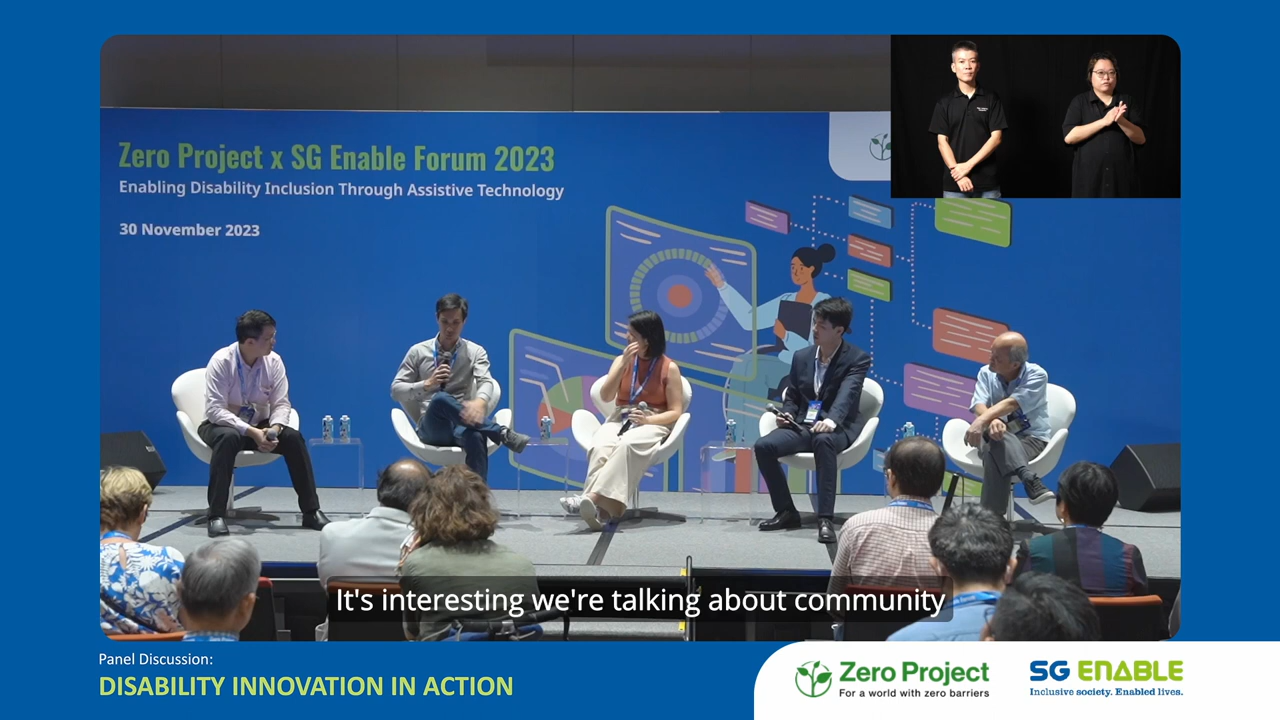 Zero Project x SG Enable Forum 2023
Enabling Disability Inclusion Through Assistive Technology
30 November 2023
It's interesting we're talking about community
Panel Discussion:
DISABILITY INNOVATION IN ACTION
Zero Project
For a world with zero barriers
SG ENABLE
Inclusive society. Enabled lives.